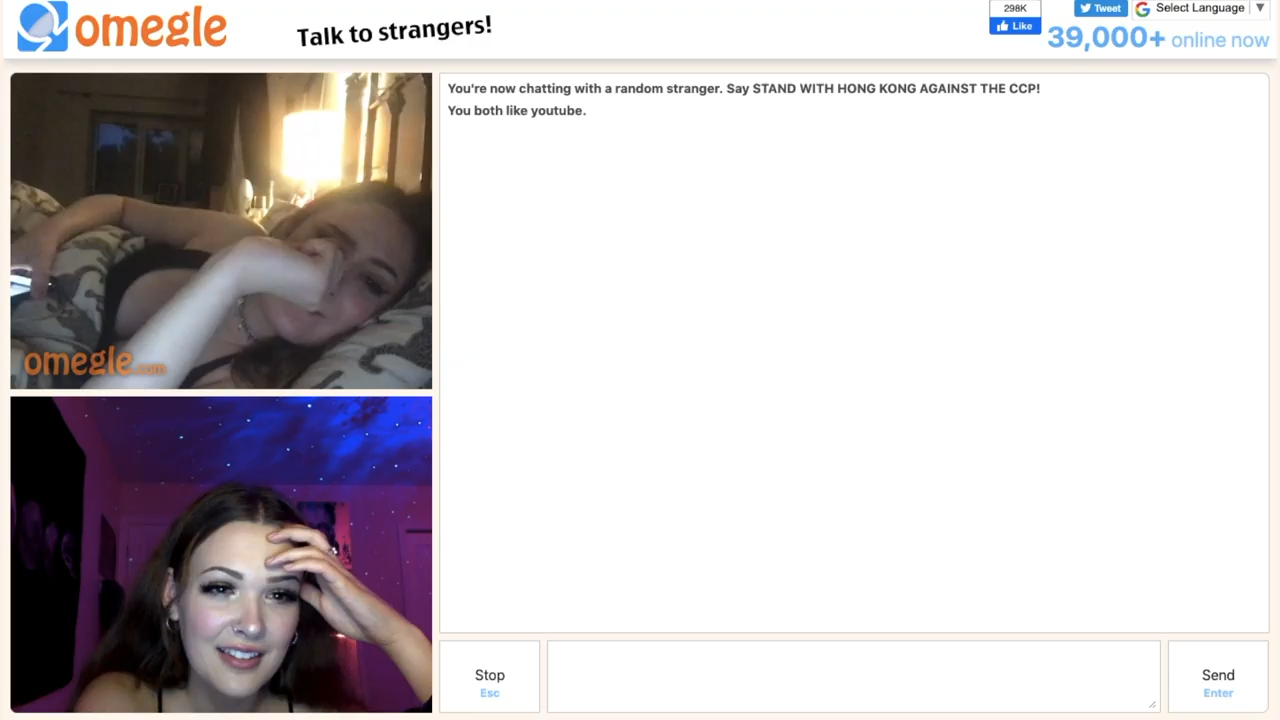 omegle
Talk to strangers!
298K
Like
Tweet
Select Language ▼
39,000+ online now
You're now chatting with a random stranger. Say STAND WITH HONG KONG AGAINST THE CCP!
You both like youtube.
omegle.com
Stop
Esc
Send
Enter